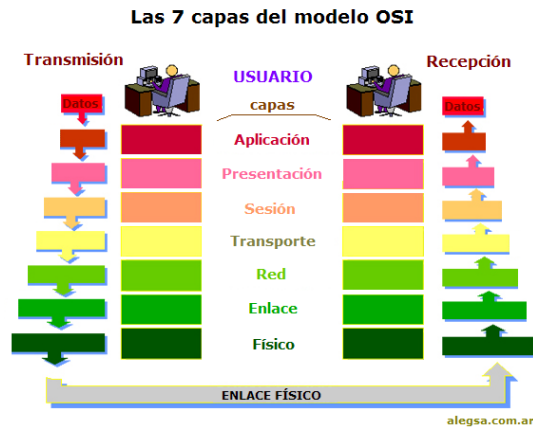 Las 7 capas del modelo OSI
Transmisión
Recepción
USUARIO
capas
Datos
Datos
Aplicación
Presentación
Sesión
Transporte
Red
Enlace
Físico
ENLACE FÍSICO
alegsa.com.ar